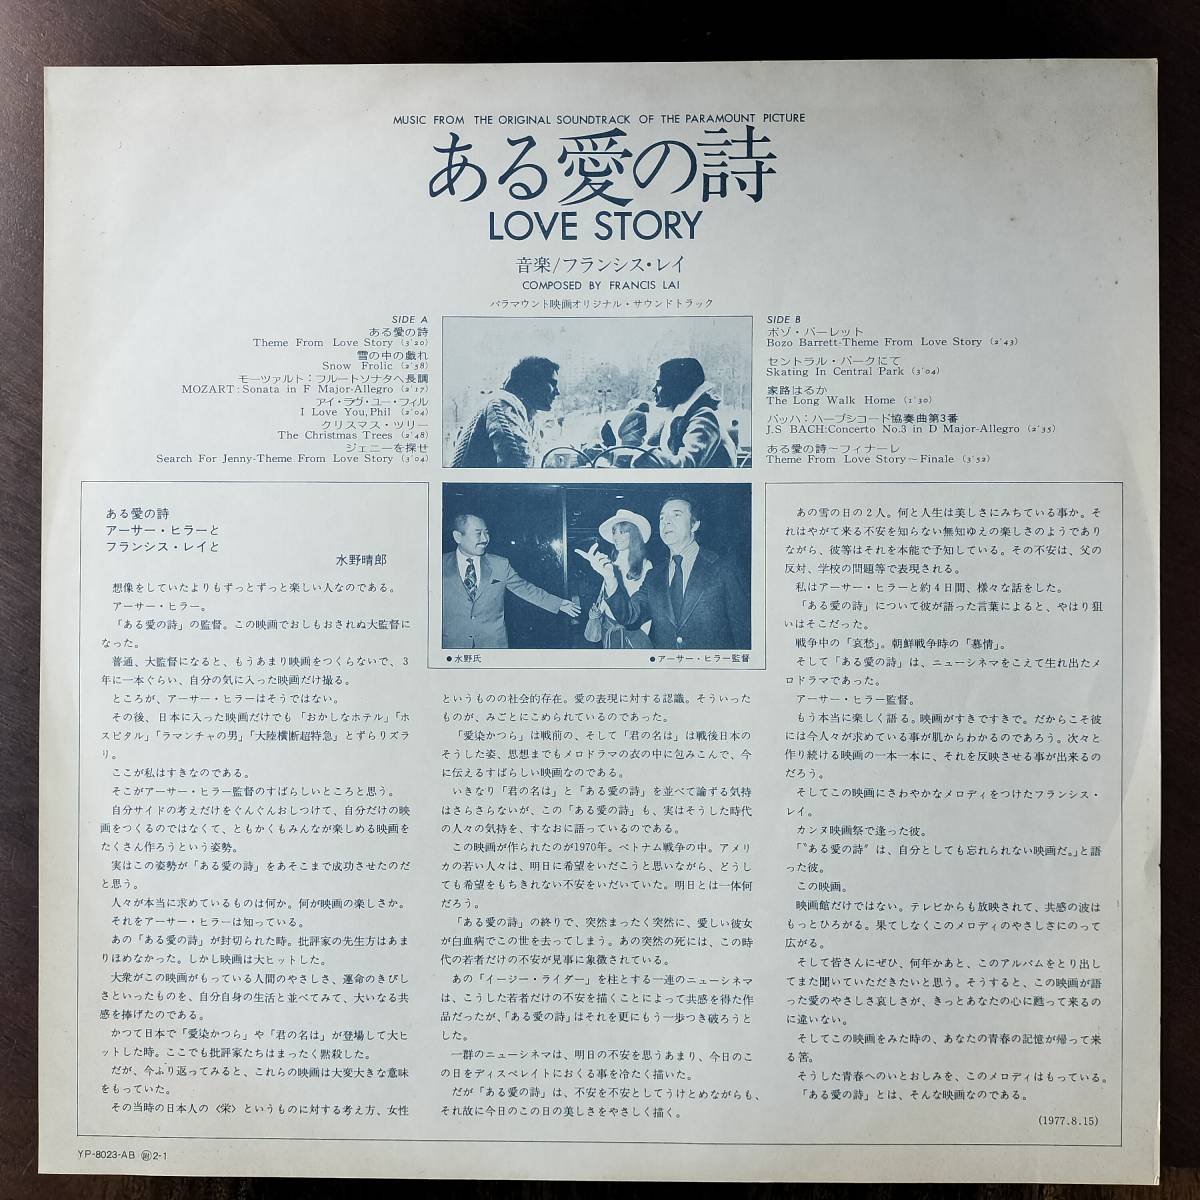 MUSIC FROM THE ORIGINAL SOUNDTRACK OF THE PARAMOUNT PICTURE
ある愛の詩
LOVE STORY
音楽/フランシス・レイ
COMPOSED BY FRANCIS LAI
パラマウント映画オリジナル・サウンドトラック
SIDE A
ある愛の詩
Theme From Love Story (3'20)
雪の中の戯れ
Snow Frolic (2'58)
モーツァルト:フルートソナタヘ長調
MOZART:Sonata in F Major-Allegro (2'17)
アイ・ラヴ・ユー・フィル
I Love You, Phil (2'04)
クリスマス・ツリー
The Christmas Trees (2'48)
ジェニーを探せ
Search For Jenny-Theme From Love Story (3'04)
SIDE B
ボゾ・バーレット
Bozo Barrett-Theme From Love Story (2'43)
セントラル・パークにて
Skating In Central Park (3'04)
家路はるか
The Long Walk Home (1'30)
バッハ:ハープシコード協奏曲第3番
J.S BACH:Concerto No.3 in D Major-Allegro (2'35)
ある愛の詩～フィナーレ
Theme From Love Story～Finale (3'52)
ある愛の詩
アーサー・ヒラーと
フランシス・レイと
水野晴郎
想像をしていたよりもずっとずっと楽しい人なのである。
アーサー・ヒラー。
「ある愛の詩」の監督。この映画でおしもおされぬ大監督に
なった。
普通、大監督になると、もうあまり映画をつくらないで、3
年に一本ぐらい、自分の気に入った映画だけ撮る。
ところが、アーサー・ヒラーはそうではない。
その後、日本に入った映画だけでも「おかしなホテル」「ホ
スピタル」「ラマンチャの男」「大陸横断超特急」とずらりズラ
リ。
ここが私はすきなのである。
そこがアーサー・ヒラー監督のすばらしいところと思う。
自分サイドの考えだけをぐんぐんおしつけて、自分だけの映
画をつくるのではなくて、ともかくもみんなが楽しめる映画を
たくさん作ろうという姿勢。
実はこの姿勢が「ある愛の詩」をあそこまで成功させたのだ
と思う。
人々が本当に求めているものは何か。何が映画の楽しさか。
それをアーサー・ヒラーは知っている。
あの「ある愛の詩」が封切られた時。批評家の先生方はあま
りほめなかった。しかし映画は大ヒットした。
大衆がこの映画がもっている人間のやさしさ、運命のきびし
さといったものを、自分自身の生活と並べてみて、大いなる共
感を捧げたのである。
かつて日本で「愛染かつら」や「君の名は」が登場して大ヒ
ットした時。ここでも批評家たちはまったく黙殺した。
だが、今ふり返ってみると、これらの映画は大変大きな意味
をもっていた。
その当時の日本人の〈栄〉というものに対する考え方、女性
●水野氏
●アーサー・ヒラー監督
というものの社会的存在。愛の表現に対する認識。そういった
ものが、みごとにこめられているのであった。
「愛染かつら」は戦前の、そして「君の名は」は戦後日本の
そうした姿、思想までもメロドラマの衣の中に包みこんで、今
に伝えるすばらしい映画なのである。
いきなり「君の名は」と「ある愛の詩」を並べて論ずる気持
はさらさらないが、この「ある愛の詩」も、実はそうした時代
の人々の気持を、すなおに語っているのである。
この映画が作られたのが1970年。ベトナム戦争の中。アメリ
カの若い人々は、明日に希望をいだこうと思いながら、どうし
ても希望をもちきれない不安をいだいていた。明日とは一体何
だろう。
「ある愛の詩」の終りで、突然まったく突然に、愛しい彼女
が白血病でこの世を去ってしまう。あの突然の死には、この時
代の若者だけの不安が見事に象徴されている。
あの「イージー・ライダー」を柱とする一連のニューシネマ
は、こうした若者だけの不安を描くことによって共感を得た作
品だったが、「ある愛の詩」はそれを更にもう一歩つき破ろうと
した。
一群のニューシネマは、明日の不安を思うあまり、今日のこ
の日をディスペレイトにおくる事を冷たく描いた。
だが「ある愛の詩」は、不安を不安としてうけとめながらも、
それ故に今日のこの日の美しさをやさしく描く。
あの雪の日の2人。何と人生は美しさにみちている事か。そ
れはやがて来る不安を知らない無知ゆえの楽しさのようであり
ながら、彼等はそれを本能で予知している。その不安は、父の
反対、学校の問題等で表現される。
私はアーサー・ヒラーと約4日間、様々な話をした。
「ある愛の詩」について彼が語った言葉によると、やはり狙
いはそこだった。
戦争中の「哀愁」。朝鮮戦争時の「慕情」。
そして「ある愛の詩」は、ニューシネマをこえて生れ出たメ
ロドラマであった。
アーサー・ヒラー監督。
もう本当に楽しく語る。映画がすきですきで。だからこそ彼
には今人々が求めている事が肌からわかるのであろう。次々と
作り続ける映画の一本一本に、それを反映させる事が出来るの
だろう。
そしてこの映画にさわやかなメロディをつけたフランシス・
レイ。
カンヌ映画祭で逢った彼。
「〝ある愛の詩〟は、自分としても忘れられない映画だ。」と語
った彼。
この映画。
映画館だけではない。テレビからも放映されて、共感の波は
もっとひろがる。果てしなくこのメロディのやさしさにのって
広がる。
そして皆さんにぜひ、何年かあと、このアルバムをとり出し
てまた聞いていただきたいと思う。そうすると、この映画が語
った愛のやさしさ哀しさが、きっとあなたの心に甦って来るの
に違いない。
そしてこの映画をみた時の、あなたの青春の記憶が帰って来
る筈。
そうした青春へのいとおしみを、このメロディはもっている。
「ある愛の詩」とは、そんな映画なのである。
(1977.8.15)
YP-8023-AB 2-1